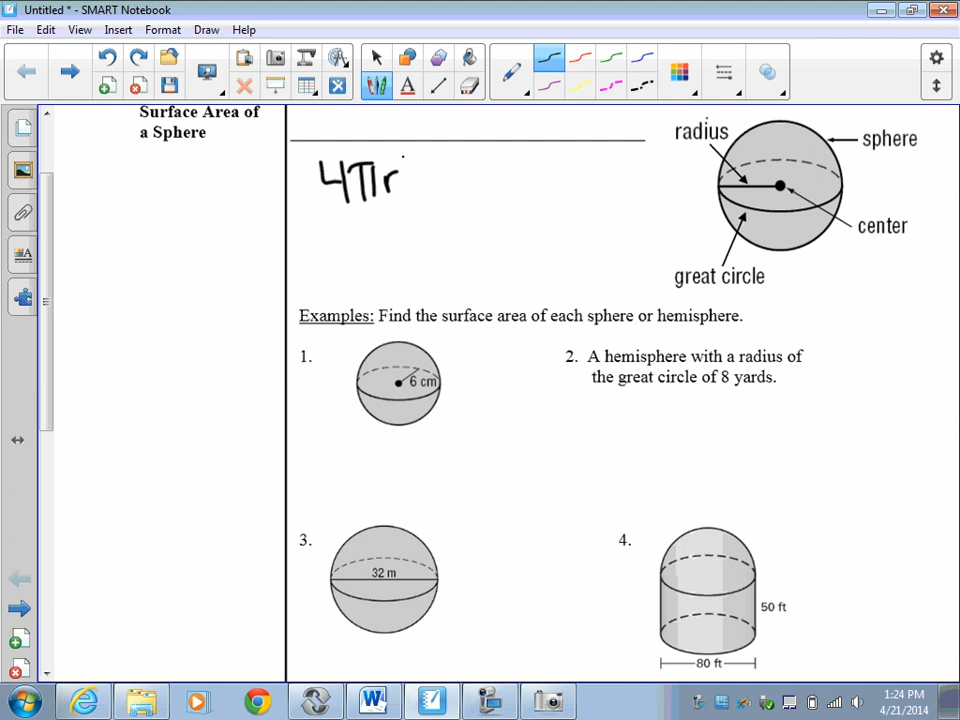 Untitled * - SMART Notebook
File Edit View Insert Format Draw Help
Surface Area of
a Sphere
4πr
radius
sphere
center
great circle
Examples: Find the surface area of each sphere or hemisphere.
1.
6 cm
2. A hemisphere with a radius of
the great circle of 8 yards.
3.
32 m
4.
50 ft
80 ft
1:24 PM
4/21/2014